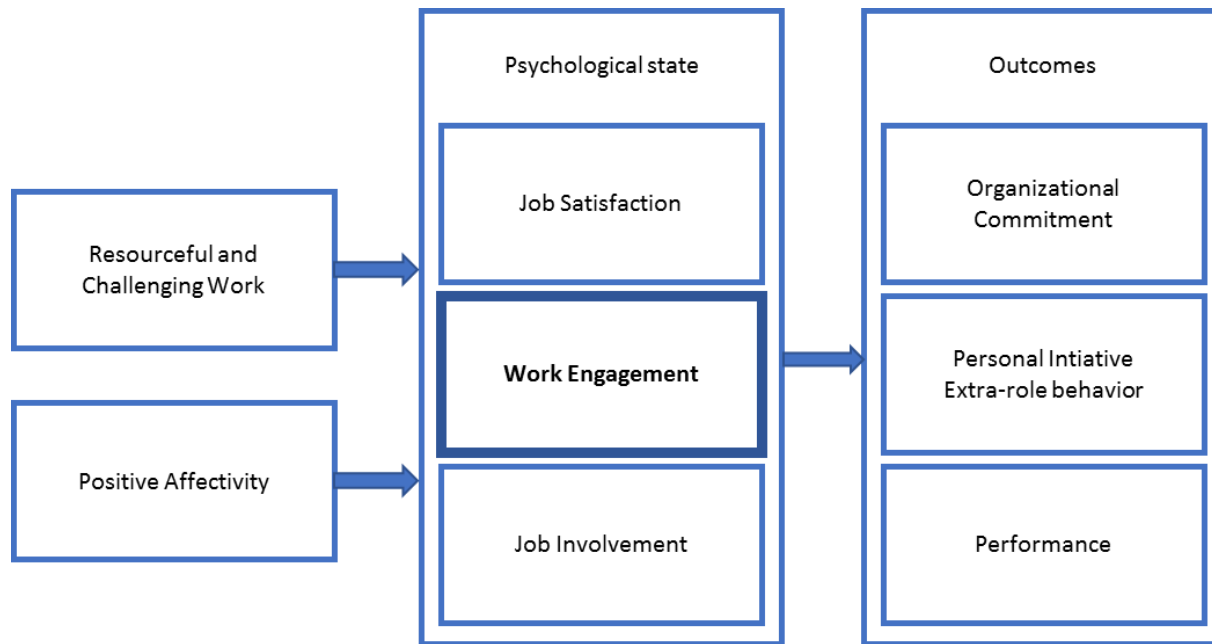 Resourceful and
Challenging Work
Positive Affectivity
Psychological state
Job Satisfaction
Work Engagement
Job Involvement
Outcomes
Organizational
Commitment
Personal Intiative
Extra-role behavior
Performance